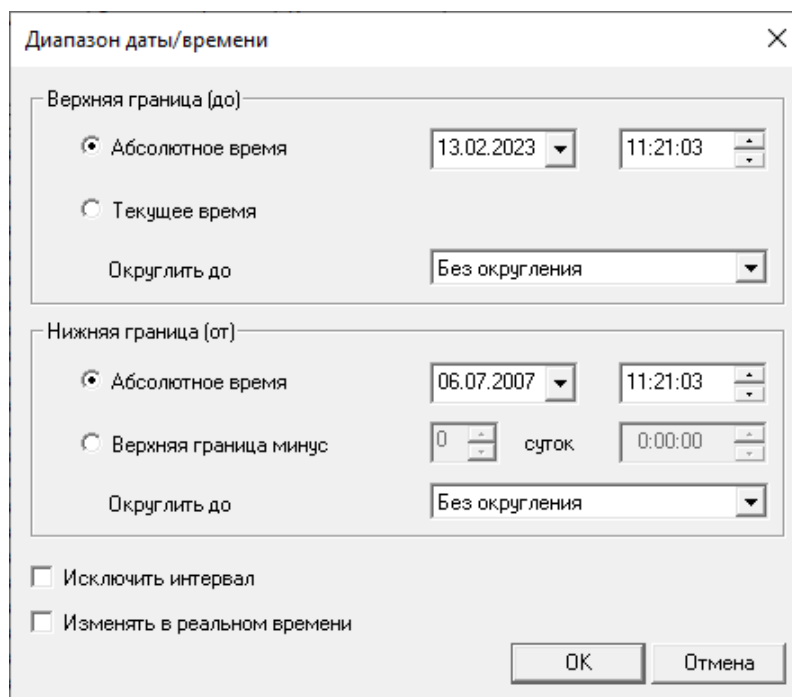 Диапазон даты/времени
Верхняя граница (до)
Абсолютное время 13.02.2023 11:21:03
Текущее время
Округлить до Без округления
Нижняя граница (от)
Абсолютное время 06.07.2007 11:21:03
Верхняя граница минус 0 суток 0:00:00
Округлить до Без округления
Исключить интервал
Изменять в реальном времени
OK Отмена